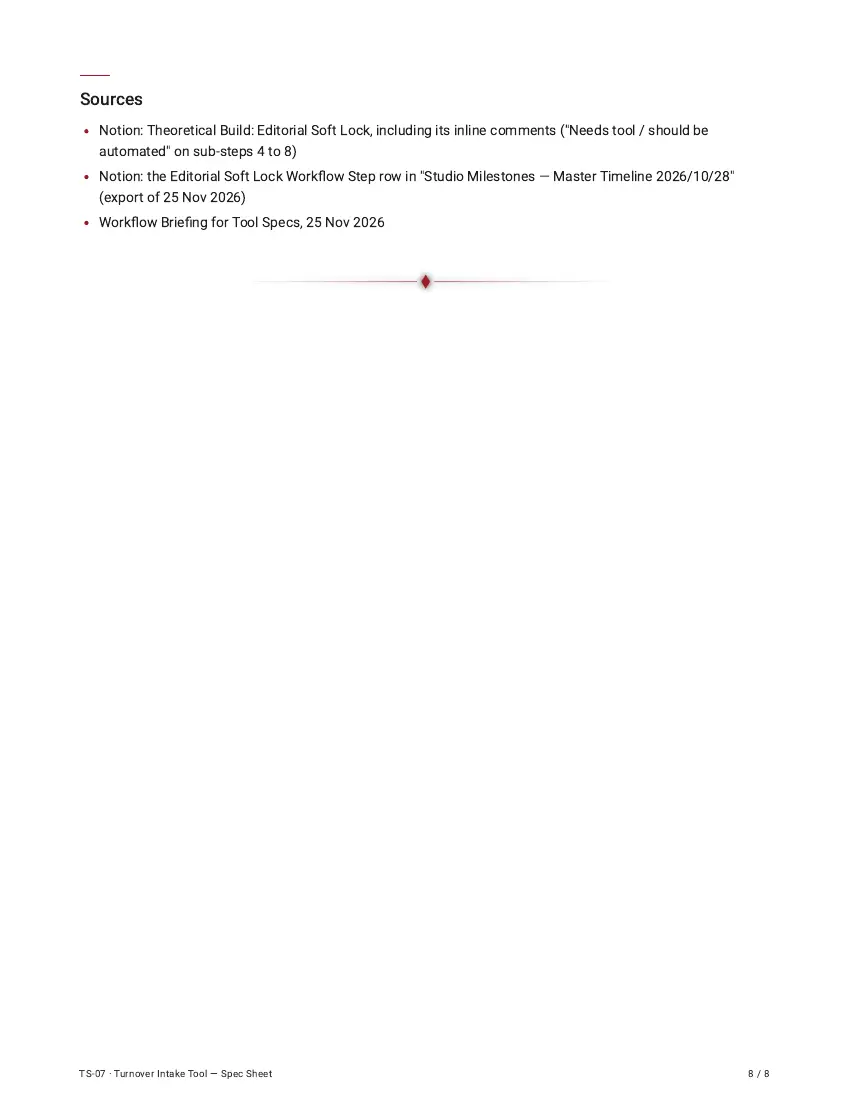 Sources
• Notion: Theoretical Build: Editorial Soft Lock, including its inline comments ("Needs tool / should be
automated" on sub-steps 4 to 8)
• Notion: the Editorial Soft Lock Workflow Step row in "Studio Milestones — Master Timeline 2026/10/28"
(export of 25 Nov 2026)
• Workflow Briefing for Tool Specs, 25 Nov 2026
TS-07 · Turnover Intake Tool — Spec Sheet
8 / 8